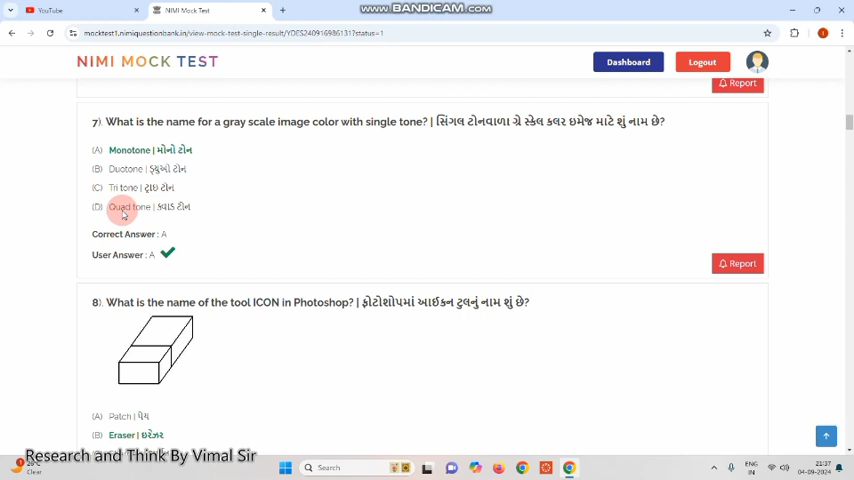 www.BANDICAM.com
YouTube
NIMI Mock Test
mocktest1.nimiquestionbank.in/view-mock-test-single-result/YDES24091698613​1?status=1
NIMI MOCK TEST
Dashboard
Logout
Report
7). What is the name for a gray scale image color with single tone? | સિંગલ ટોનવાળા ગ્રે સ્કેલ કલર ઇમેજ માટે શું નામ છે?
(A) Monotone | મોનો ટોન
(B) Duotone | ડ્યુઓ ટોન
(C) Tri tone | ટ્રાઇ ટોન
(D) Quad tone | ક્વાડ ટોન
Correct Answer : A
User Answer : A
Report
8). What is the name of the tool ICON in Photoshop? | ફોટોશોપમાં આઈકન ટુલનું નામ શું છે?
(A) Patch | પેચ
(B) Eraser | ઇરેઝર
Research and Think By Vimal Sir
Clear
Search
ENG
IN
21:37
04-09-2024